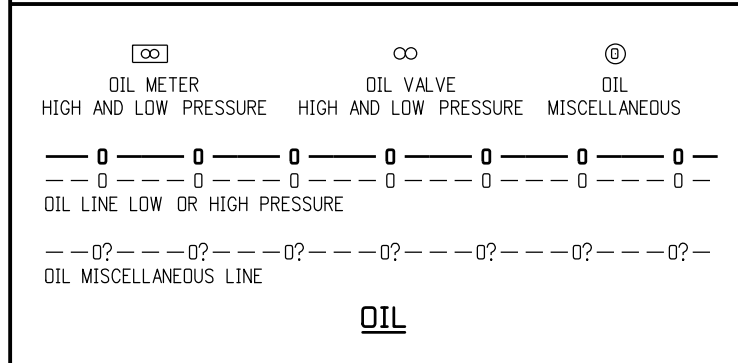 OIL METER OIL VALVE OIL
HIGH AND LOW PRESSURE HIGH AND LOW PRESSURE MISCELLANEOUS
—— O —— O —— O —— O —— O —— O —— O —
— — O — — — O — — — O — — — O — — — O — — — O — — — O —
OIL LINE LOW OR HIGH PRESSURE
— — O? — — — O? — — — O? — — — O? — — — O? — — — O? — — — O? —
OIL MISCELLANEOUS LINE
OIL